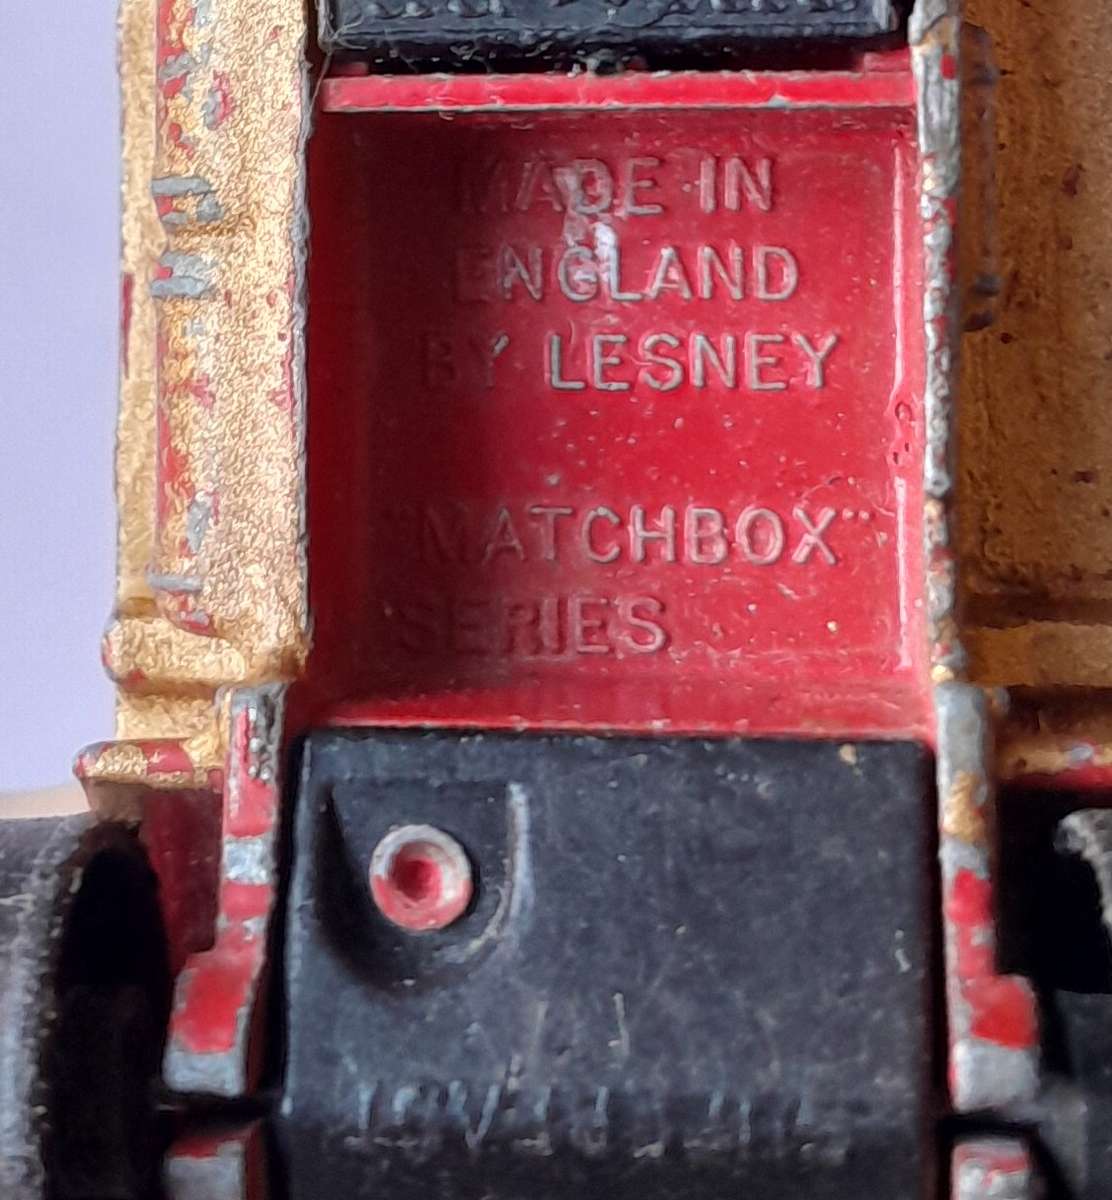 MADE IN
ENGLAND
BY LESNEY
"MATCHBOX"
SERIES